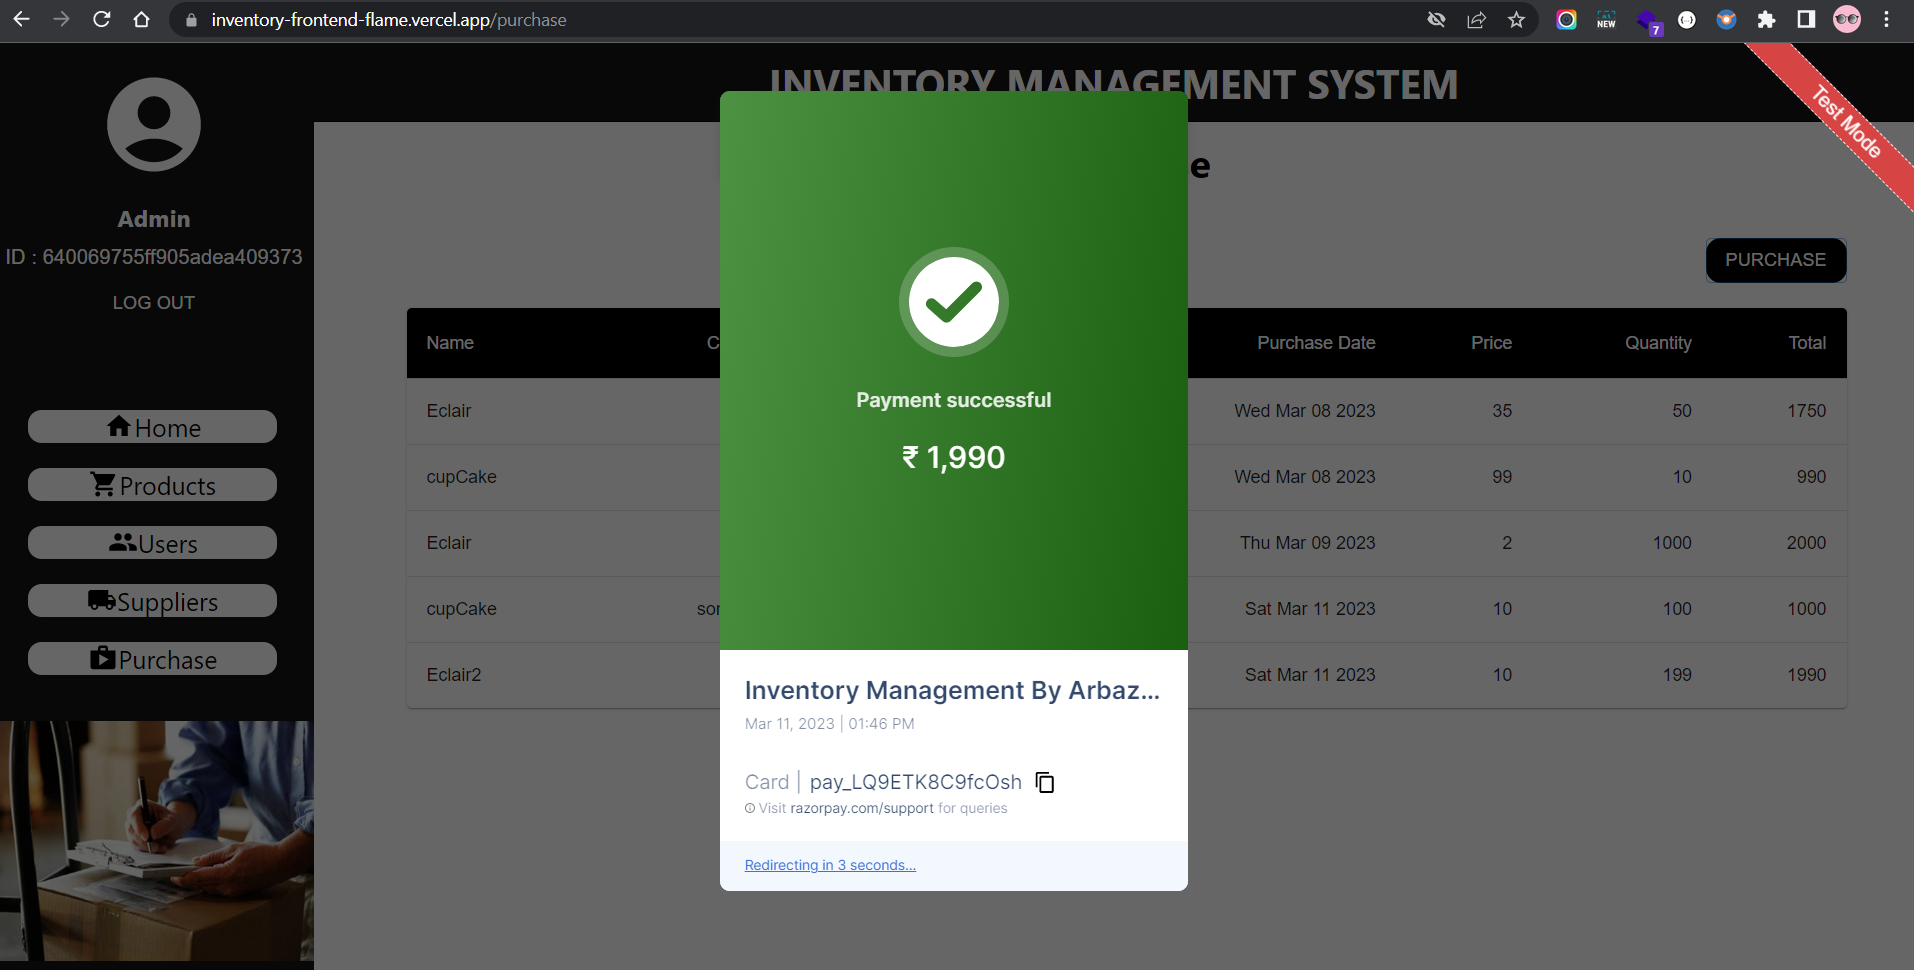 inventory-frontend-flame.vercel.app/purchase
NEW
7
INVENTORY MANAGEMENT SYSTEM
Test Mode
Admin
ID : 640069755ff905adea409373
LOG OUT
Home
Products
Users
Suppliers
Purchase
PURCHASE
Name Purchase Date Price Quantity Total
Eclair Wed Mar 08 2023 35 50 1750
cupCake Wed Mar 08 2023 99 10 990
Eclair Thu Mar 09 2023 2 1000 2000
cupCake Sat Mar 11 2023 10 100 1000
Eclair2 Sat Mar 11 2023 10 199 1990
Payment successful
₹ 1,990
Inventory Management By Arbaz...
Mar 11, 2023 | 01:46 PM
Card | pay_LQ9ETK8C9fcOsh
Visit razorpay.com/support for queries
Redirecting in 3 seconds...